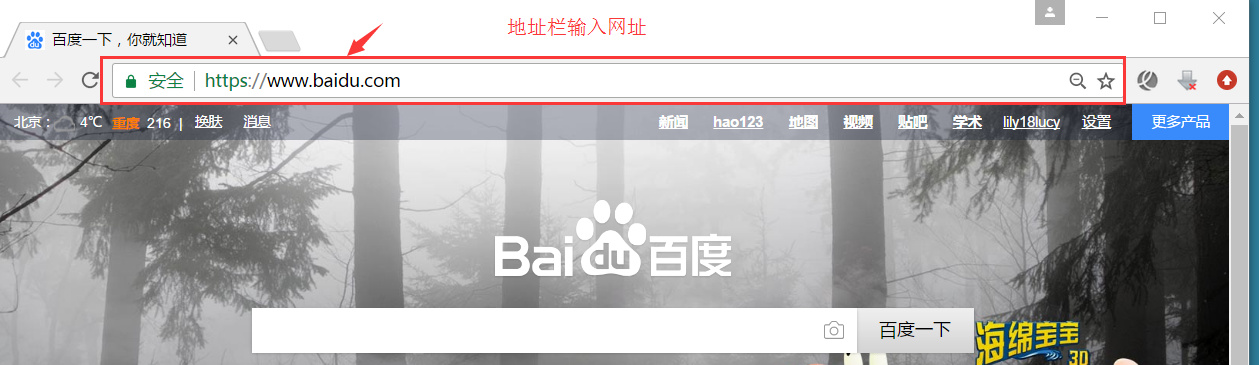 地址栏输入网址
百度一下，你就知道
安全 https://www.baidu.com
北京： 4℃ 重度 216 | 换肤 消息 新闻 hao123 地图 视频 贴吧 学术 lily18lucy 设置 更多产品
Bai du 百度
百度一下
海绵宝宝
3D